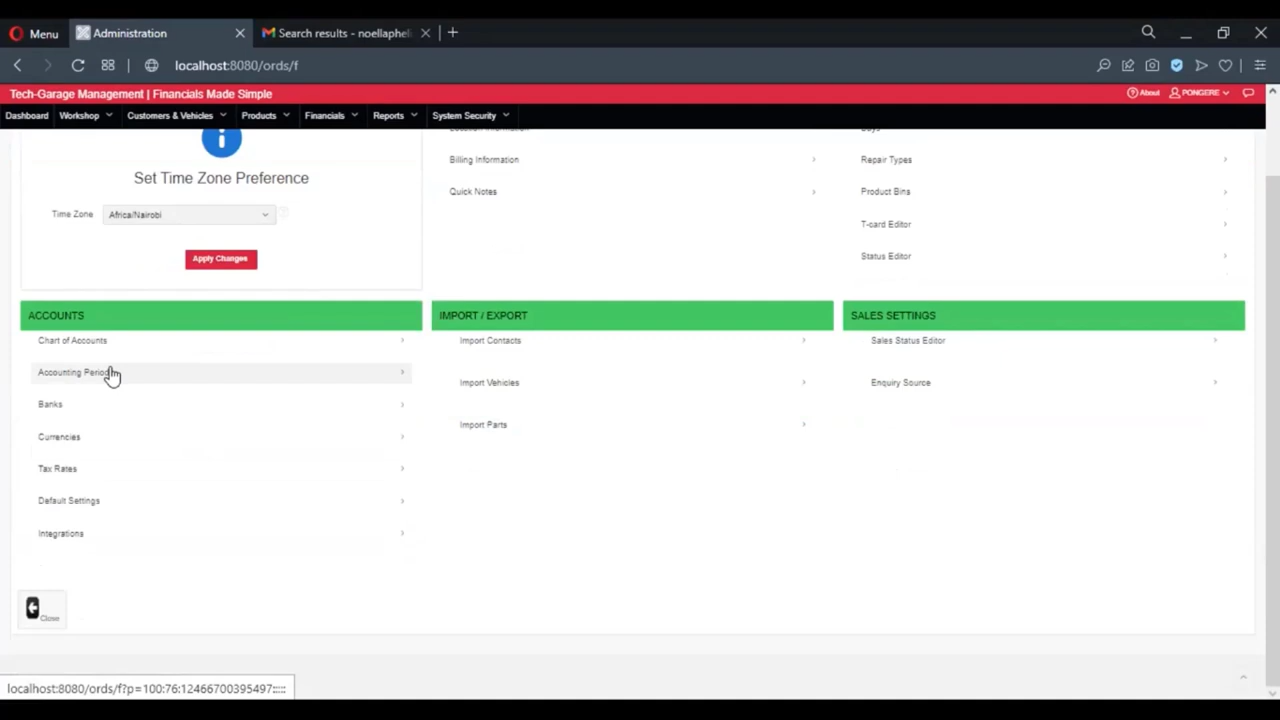 Menu
Administration
Search results - noellaphel
localhost:8080/ords/f
Tech-Garage Management | Financials Made Simple
About
PONGERE
Dashboard
Workshop
Customers & Vehicles
Products
Financials
Reports
System Security
Set Time Zone Preference
Time Zone
Africa/Nairobi
Apply Changes
Billing Information
Quick Notes
Repair Types
Product Bins
T-card Editor
Status Editor
ACCOUNTS
Chart of Accounts
Accounting Period
Banks
Currencies
Tax Rates
Default Settings
Integrations
IMPORT / EXPORT
Import Contacts
Import Vehicles
Import Parts
SALES SETTINGS
Sales Status Editor
Enquiry Source
Close
localhost:8080/ords/f?p=100:76:12466700395497:::::